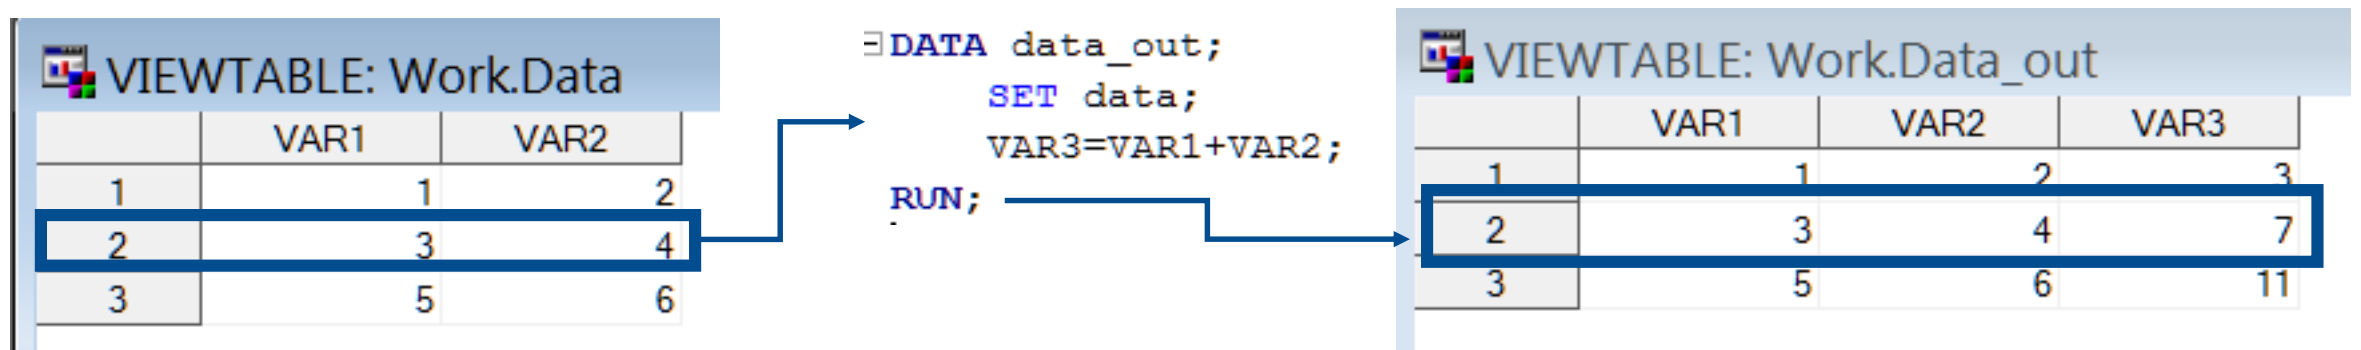 VIEWTABLE: Work.Data
VAR1 VAR2
1 1 2
2 3 4
3 5 6
DATA data_out;
SET data;
VAR3=VAR1+VAR2;
RUN;
VIEWTABLE: Work.Data_out
VAR1 VAR2 VAR3
1 1 2 3
2 3 4 7
3 5 6 11